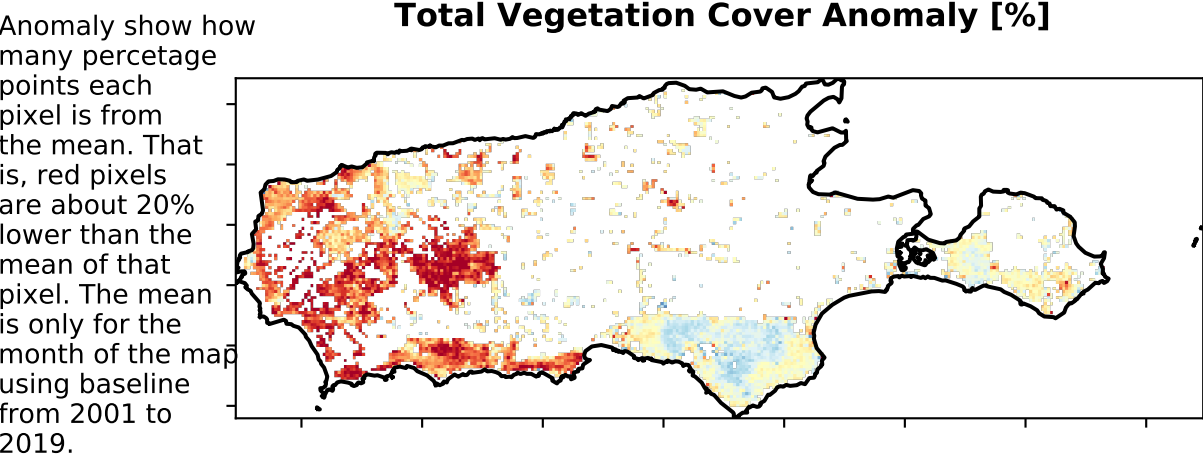 Total Vegetation Cover Anomaly [%]
Anomaly show how
many percetage
points each
pixel is from
the mean. That
is, red pixels
are about 20%
lower than the
mean of that
pixel. The mean
is only for the
month of the map
using baseline
from 2001 to
2019.